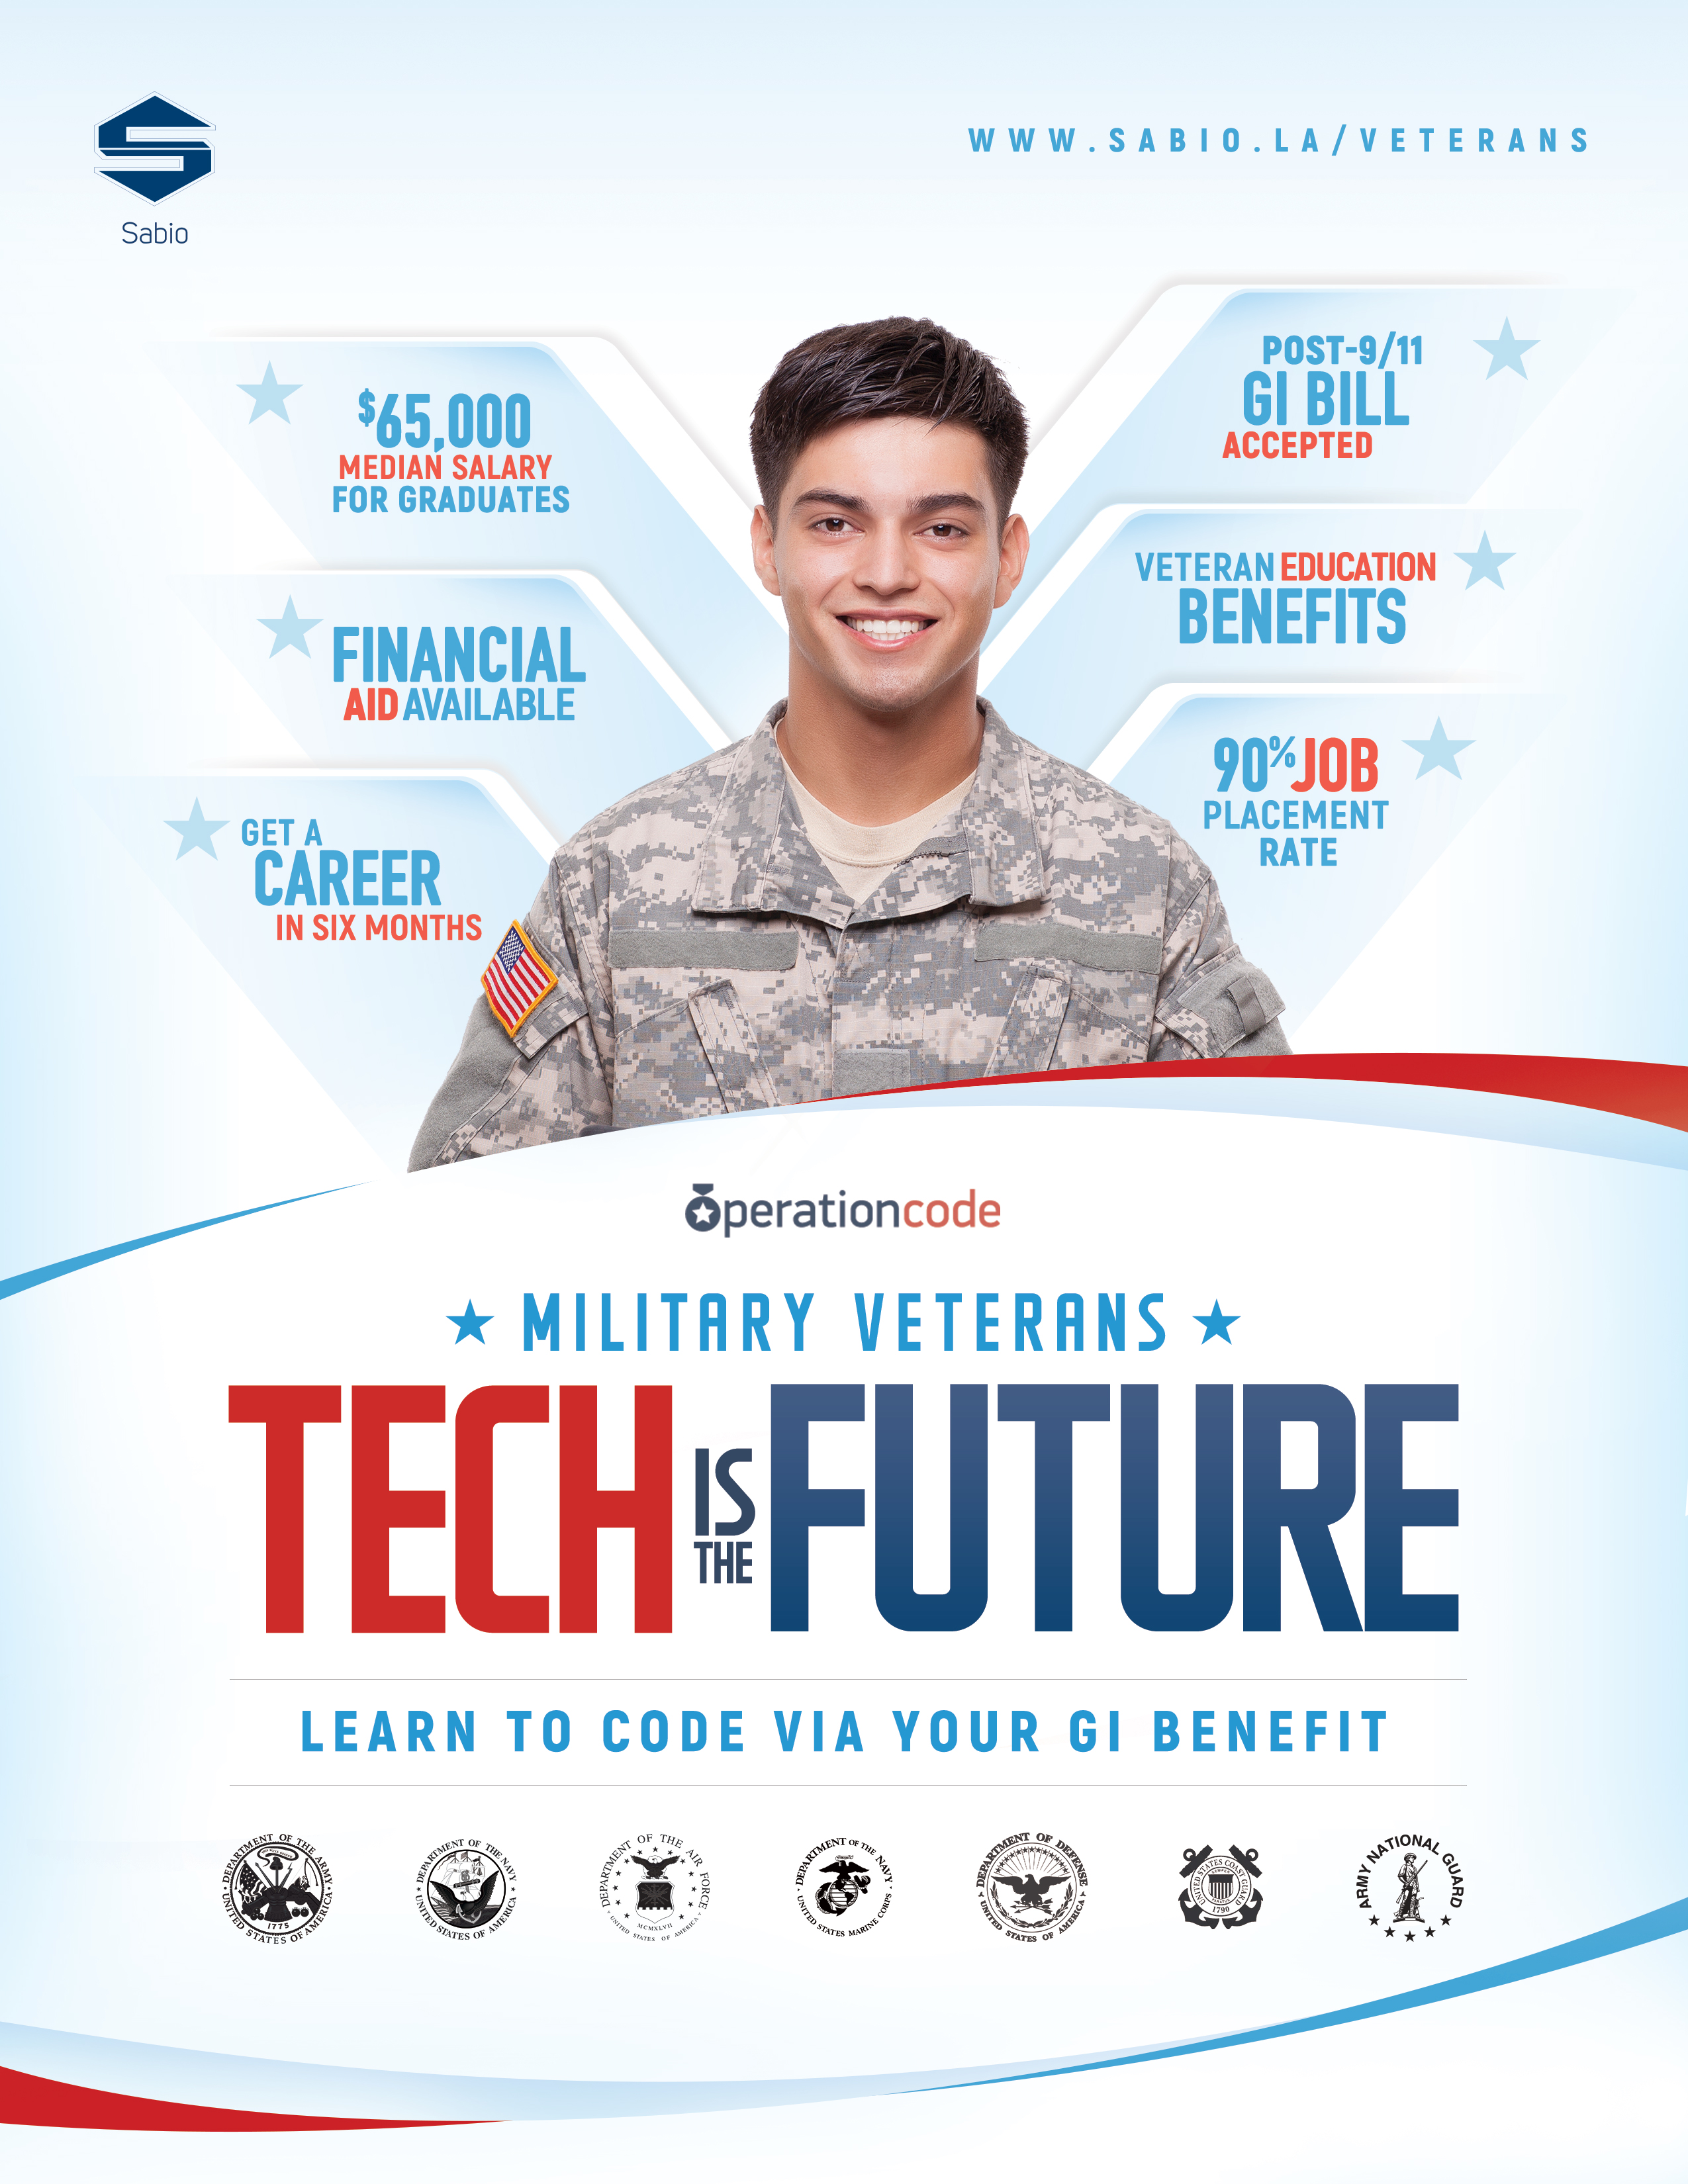 Sabio
WWW.SABIO.LA/VETERANS
$65,000
MEDIAN SALARY
FOR GRADUATES
FINANCIAL
AID AVAILABLE
GET A
CAREER
IN SIX MONTHS
POST-9/11
GI BILL
ACCEPTED
VETERAN EDUCATION
BENEFITS
90% JOB
PLACEMENT
RATE
operationcode
MILITARY VETERANS
TECH IS THE FUTURE
LEARN TO CODE VIA YOUR GI BENEFIT
DEPARTMENT OF THE ARMY
UNITED STATES OF AMERICA
1775
DEPARTMENT OF THE NAVY
UNITED STATES OF AMERICA
DEPARTMENT OF THE AIR FORCE
MCMXLVII
UNITED STATES OF AMERICA
DEPARTMENT OF THE NAVY
UNITED STATES MARINE CORPS
DEPARTMENT OF DEFENSE
UNITED STATES OF AMERICA
UNITED STATES COAST GUARD
1790
ARMY NATIONAL GUARD